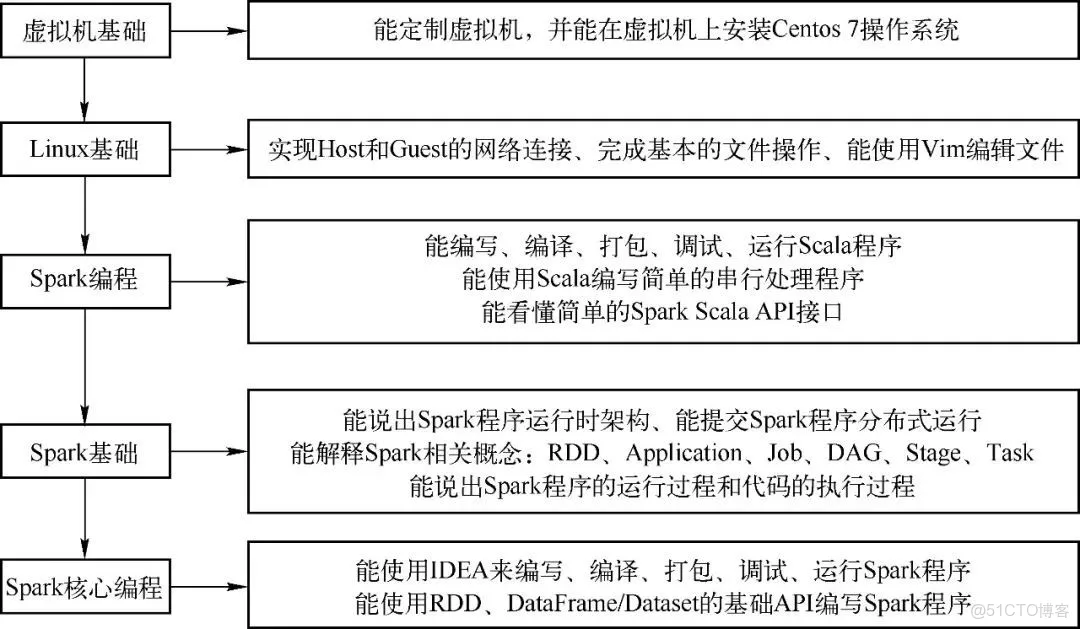 虚拟机基础
能定制虚拟机，并能在虚拟机上安装Centos 7操作系统
Linux基础
实现Host和Guest的网络连接、完成基本的文件操作、能使用Vim编辑文件
Spark编程
能编写、编译、打包、调试、运行Scala程序
能使用Scala编写简单的串行处理程序
能看懂简单的Spark Scala API接口
Spark基础
能说出Spark程序运行时架构、能提交Spark程序分布式运行
能解释Spark相关概念：RDD、Application、Job、DAG、Stage、Task
能说出Spark程序的运行过程和代码的执行过程
Spark核心编程
能使用IDEA来编写、编译、打包、调试、运行Spark程序
能使用RDD、DataFrame/Dataset的基础API编写Spark程序
@51CTO博客